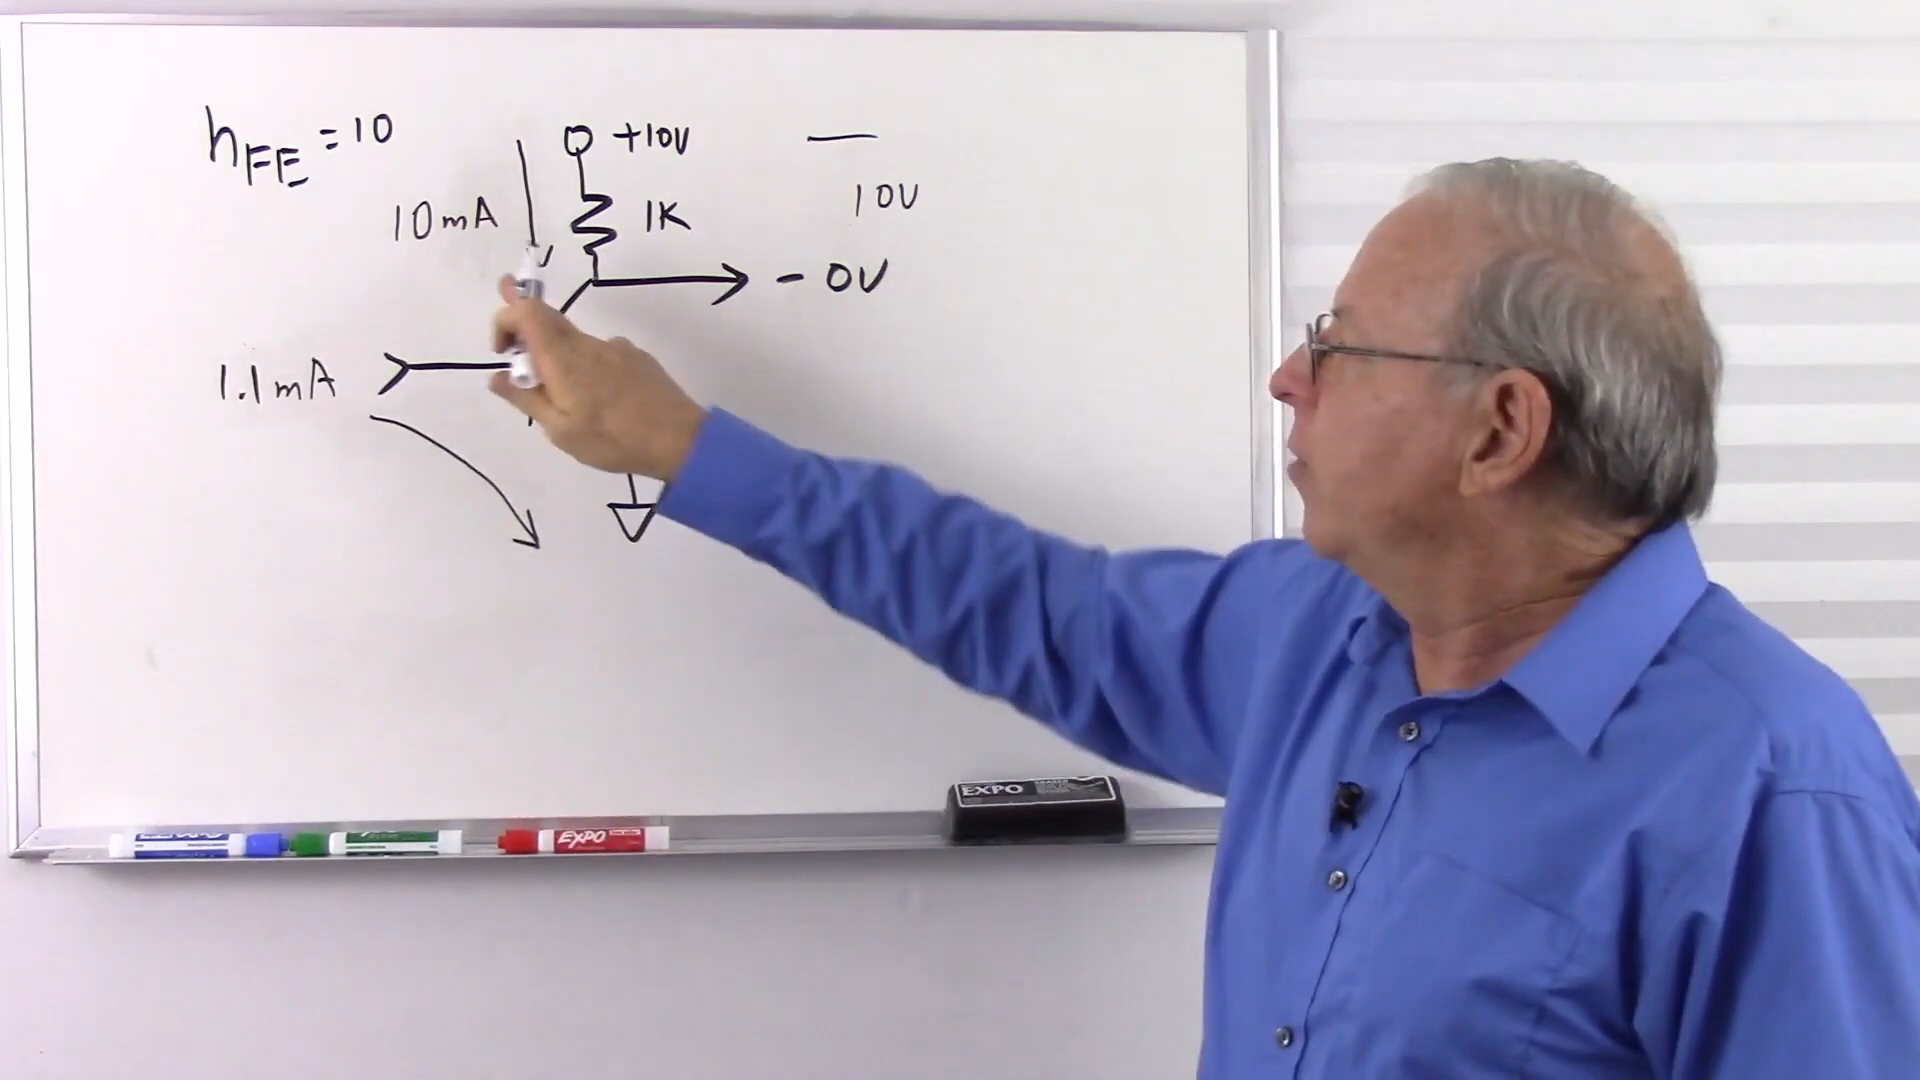 hFE = 10
+10V
10mA
1K
10V
- 0V
1.1mA
EXPO
EXPO